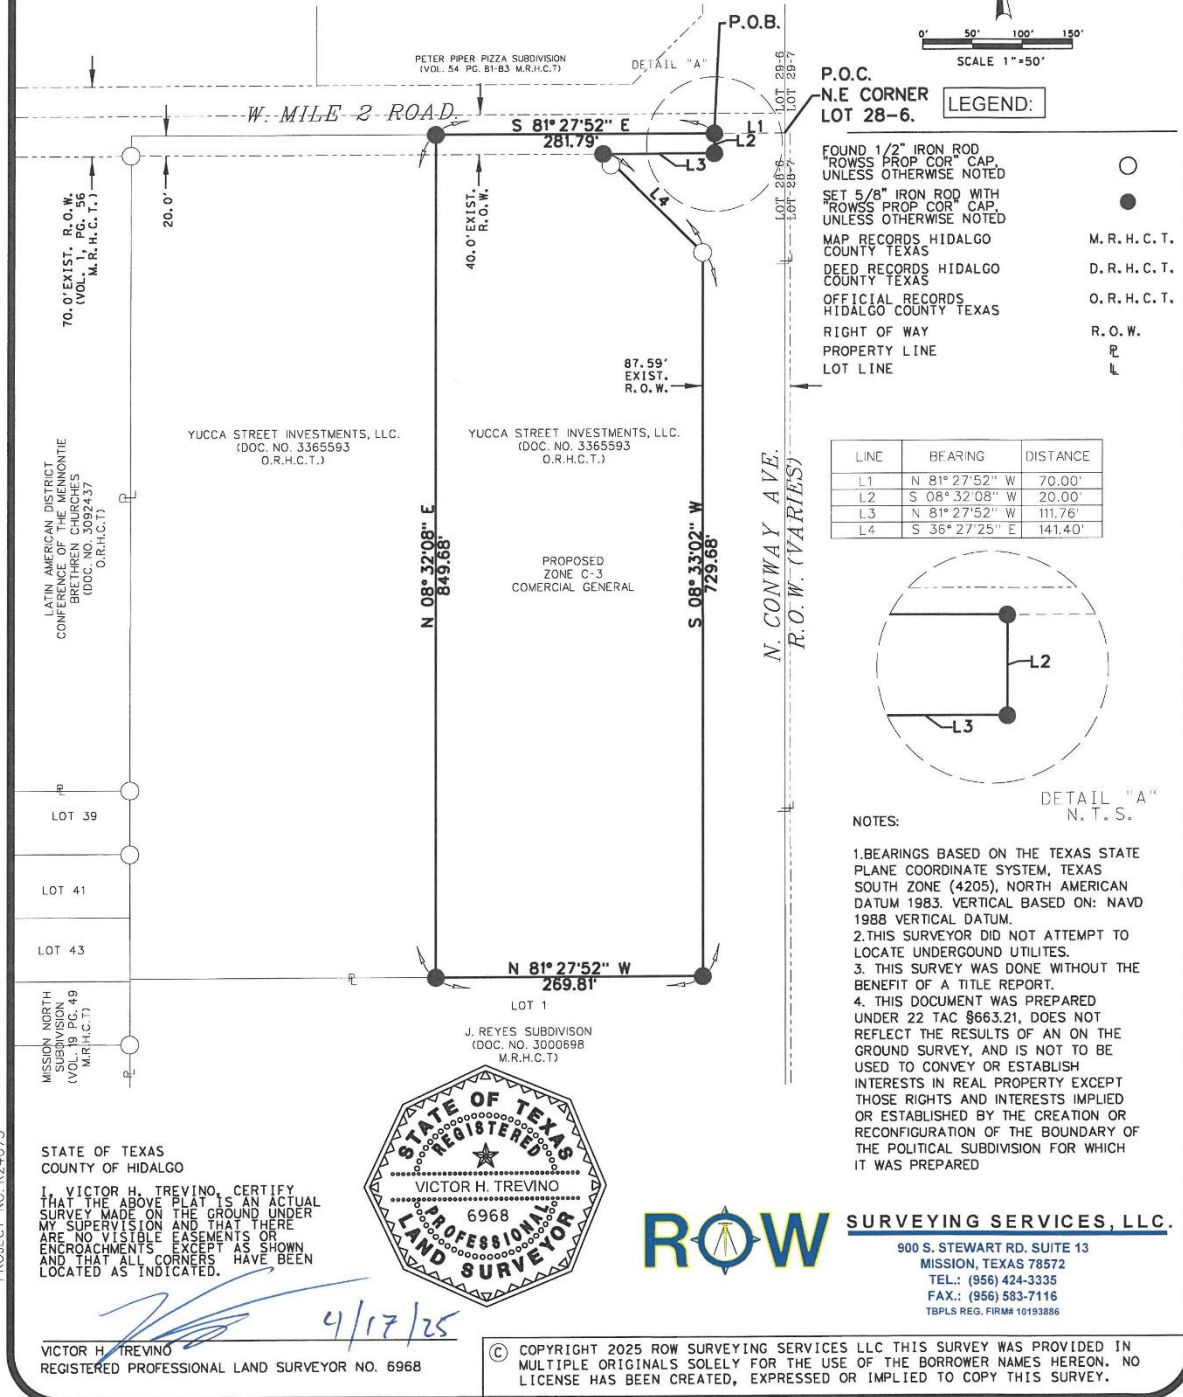 P.O.B.
0' 50' 100' 150'
SCALE 1"=50'
PETER PIPER PIZZA SUBDIVISION
(VOL. 54 PG. 81-83 M.R.H.C.T)
DETAIL "A"
LOT 29-6
LOT 29-7
P.O.C.
N.E CORNER
LOT 28-6.
LEGEND:
W. MILE 2 ROAD.
S 81° 27'52" E
281.79'
L1
L2
L3
L4
LOT 28-6
LOT 28-7
70.0' EXIST. R.O.W.
(VOL. 1, PG. 56
M.R.H.C.T.)
20.0'
40.0' EXIST.
R.O.W.
FOUND 1/2" IRON ROD
"ROWSS PROP COR" CAP,
UNLESS OTHERWISE NOTED
SET 5/8" IRON ROD WITH
"ROWSS PROP COR" CAP,
UNLESS OTHERWISE NOTED
MAP RECORDS HIDALGO
COUNTY TEXAS
M.R.H.C.T.
DEED RECORDS HIDALGO
COUNTY TEXAS
D.R.H.C.T.
OFFICIAL RECORDS
HIDALGO COUNTY TEXAS
O.R.H.C.T.
RIGHT OF WAY R.O.W.
PROPERTY LINE PL
LOT LINE LL
87.59'
EXIST.
R.O.W.
YUCCA STREET INVESTMENTS, LLC.
(DOC. NO. 3365593
O.R.H.C.T.)
YUCCA STREET INVESTMENTS, LLC.
(DOC. NO. 3365593
O.R.H.C.T.)
LATIN AMERICAN DISTRICT
CONFERENCE OF THE MENNONTIE
BRETHREN CHURCHES
(DOC. NO. 3092437
O.R.H.C.T)
PL
N 08° 32'08" E
849.68'
PROPOSED
ZONE C-3
COMERCIAL GENERAL
S 08° 33'02" W
729.68'
N. CONWAY AVE.
R.O.W. (VARIES)
LINE BEARING DISTANCE
L1 N 81° 27'52" W 70.00'
L2 S 08° 32'08" W 20.00'
L3 N 81° 27'52" W 111.76'
L4 S 36° 27'25" E 141.40'
L2
L3
DETAIL "A"
N.T.S.
PL
LOT 39
LOT 41
LOT 43
MISSION NORTH
SUBDIVISION
(VOL. 19 PG. 49
M.R.H.C.T)
PL
PL
N 81° 27'52" W
269.81'
LOT 1
J. REYES SUBDIVISON
(DOC. NO. 3000698
M.R.H.C.T)
NOTES:
1.BEARINGS BASED ON THE TEXAS STATE
PLANE COORDINATE SYSTEM, TEXAS
SOUTH ZONE (4205), NORTH AMERICAN
DATUM 1983. VERTICAL BASED ON: NAVD
1988 VERTICAL DATUM.
2.THIS SURVEYOR DID NOT ATTEMPT TO
LOCATE UNDERGOUND UTILITES.
3. THIS SURVEY WAS DONE WITHOUT THE
BENEFIT OF A TITLE REPORT.
4. THIS DOCUMENT WAS PREPARED
UNDER 22 TAC §663.21, DOES NOT
REFLECT THE RESULTS OF AN ON THE
GROUND SURVEY, AND IS NOT TO BE
USED TO CONVEY OR ESTABLISH
INTERESTS IN REAL PROPERTY EXCEPT
THOSE RIGHTS AND INTERESTS IMPLIED
OR ESTABLISHED BY THE CREATION OR
RECONFIGURATION OF THE BOUNDARY OF
THE POLITICAL SUBDIVISION FOR WHICH
IT WAS PREPARED
STATE OF TEXAS
COUNTY OF HIDALGO
I, VICTOR H. TREVINO, CERTIFY
THAT THE ABOVE PLAT IS AN ACTUAL
SURVEY MADE ON THE GROUND UNDER
MY SUPERVISION AND THAT THERE
ARE NO VISIBLE EASEMENTS OR
ENCROACHMENTS EXCEPT AS SHOWN
AND THAT ALL CORNERS HAVE BEEN
LOCATED AS INDICATED.
STATE OF TEXAS
REGISTERED
VICTOR H. TREVINO
6968
PROFESSIONAL
LAND SURVEYOR
4/17/25
VICTOR H. TREVINO
REGISTERED PROFESSIONAL LAND SURVEYOR NO. 6968
ROW
SURVEYING SERVICES, LLC.
900 S. STEWART RD. SUITE 13
MISSION, TEXAS 78572
TEL.: (956) 424-3335
FAX.: (956) 583-7116
TBPLS REG. FIRM# 10193886
© COPYRIGHT 2025 ROW SURVEYING SERVICES LLC THIS SURVEY WAS PROVIDED IN
MULTIPLE ORIGINALS SOLELY FOR THE USE OF THE BORROWER NAMES HEREON. NO
LICENSE HAS BEEN CREATED, EXPRESSED OR IMPLIED TO COPY THIS SURVEY.